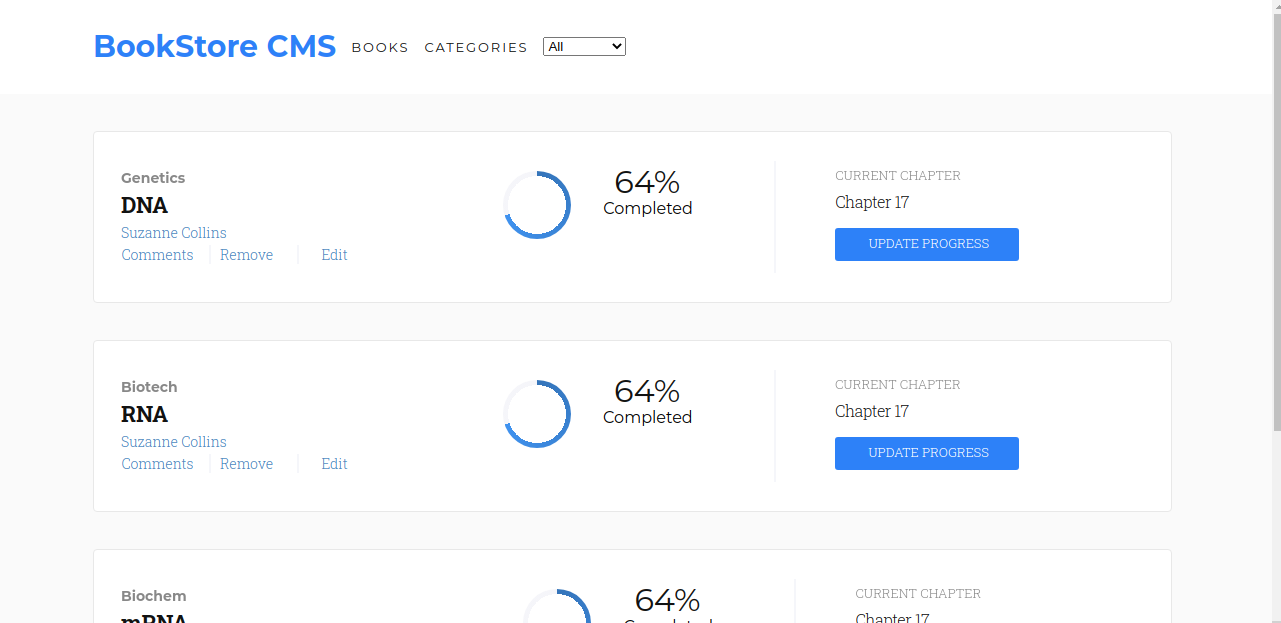 BookStore CMS BOOKS CATEGORIES All
Genetics
DNA
Suzanne Collins
Comments Remove Edit
64%
Completed
CURRENT CHAPTER
Chapter 17
UPDATE PROGRESS
Biotech
RNA
Suzanne Collins
Comments Remove Edit
64%
Completed
CURRENT CHAPTER
Chapter 17
UPDATE PROGRESS
Biochem
mRNA
64%
Completed
CURRENT CHAPTER
Chapter 17